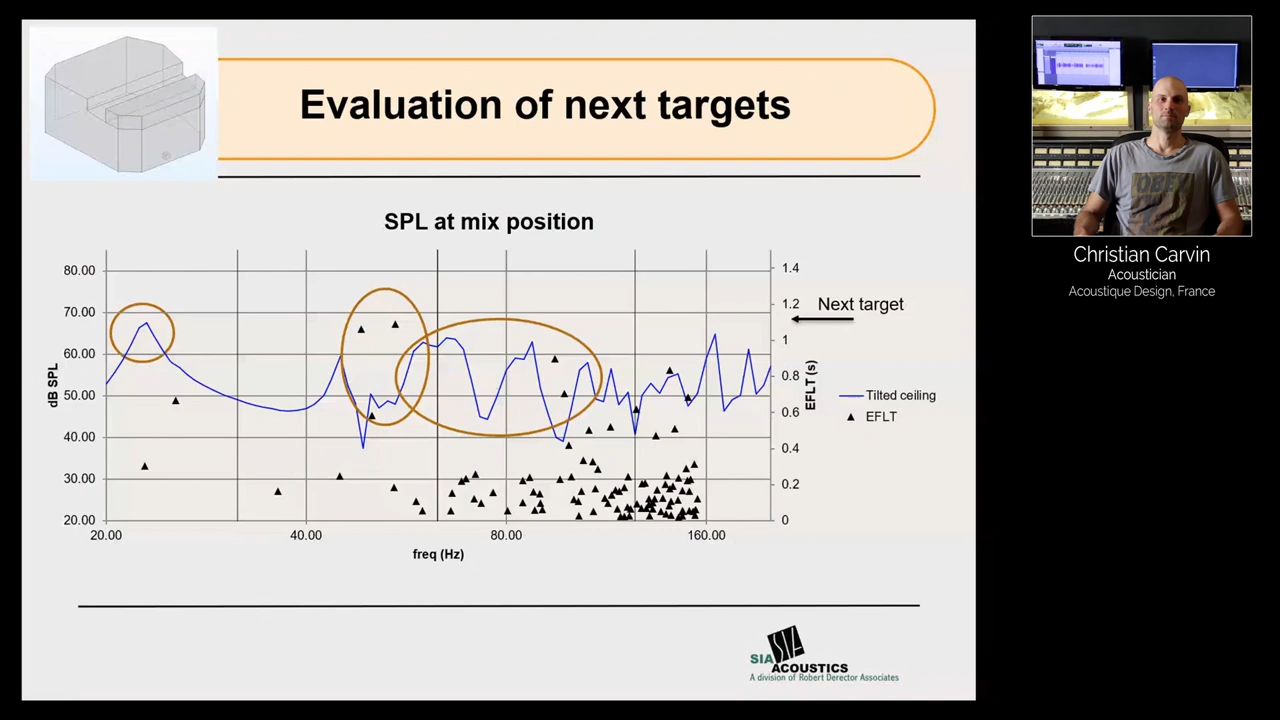 Evaluation of next targets
SPL at mix position
80.00
70.00
60.00
50.00
40.00
30.00
20.00
dB SPL
20.00
40.00
80.00
160.00
freq (Hz)
1.4
1.2
1
0.8
0.6
0.4
0.2
0
EFLT (s)
Next target
Tilted ceiling
EFLT
SIA
ACOUSTICS
A division of Robert Derector Associates
OBEY
Christian Carvin
Acoustician
Acoustique Design, France